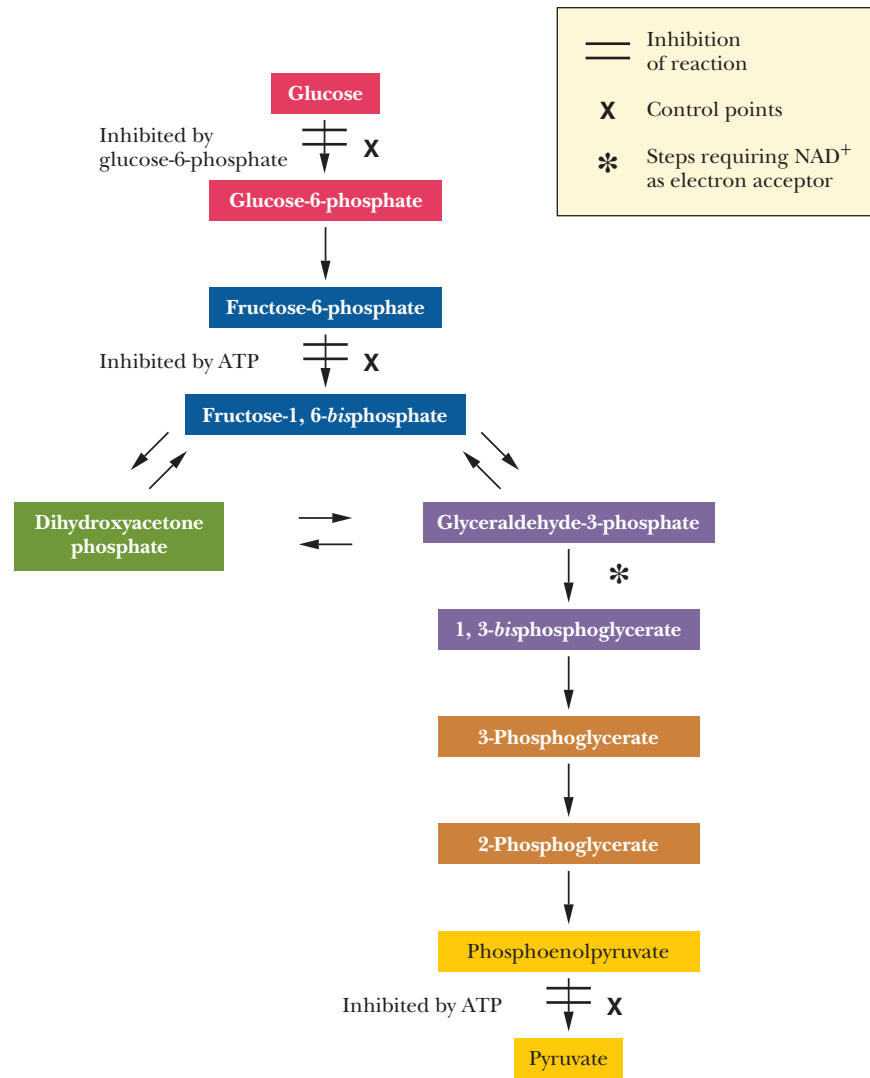 Inhibition
of reaction
X Control points
* Steps requiring NAD+
as electron acceptor
Glucose
Inhibited by
glucose-6-phosphate
X
Glucose-6-phosphate
Fructose-6-phosphate
Inhibited by ATP
X
Fructose-1, 6-bisphosphate
Dihydroxyacetone
phosphate
Glyceraldehyde-3-phosphate
*
1, 3-bisphosphoglycerate
3-Phosphoglycerate
2-Phosphoglycerate
Phosphoenolpyruvate
Inhibited by ATP
X
Pyruvate